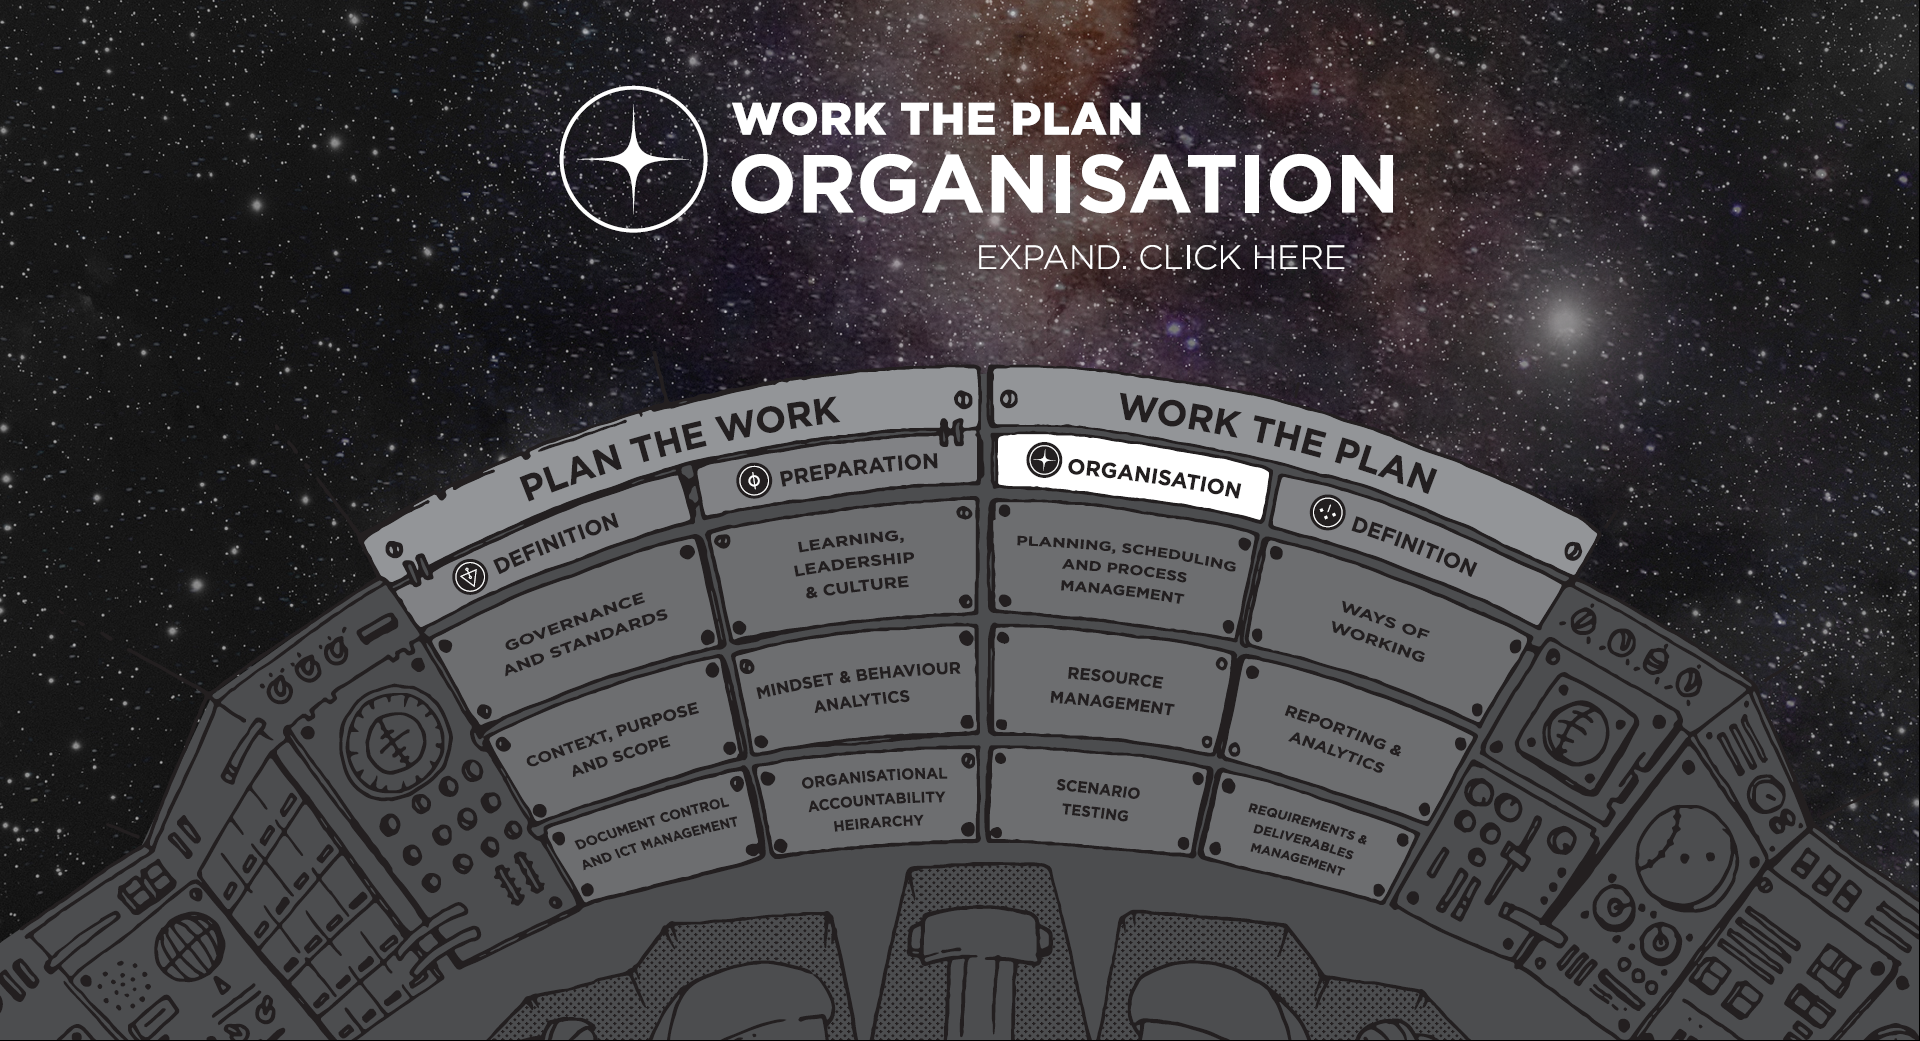 WORK THE PLAN
ORGANISATION
EXPAND. CLICK HERE
PLAN THE WORK
WORK THE PLAN
DEFINITION
PREPARATION
ORGANISATION
DEFINITION
GOVERNANCE
AND STANDARDS
LEARNING,
LEADERSHIP
& CULTURE
PLANNING, SCHEDULING
AND PROCESS
MANAGEMENT
WAYS OF
WORKING
CONTEXT, PURPOSE
AND SCOPE
MINDSET & BEHAVIOUR
ANALYTICS
RESOURCE
MANAGEMENT
REPORTING &
ANALYTICS
DOCUMENT CONTROL
AND ICT MANAGEMENT
ORGANISATIONAL
ACCOUNTABILITY
HEIRARCHY
SCENARIO
TESTING
REQUIREMENTS &
DELIVERABLES
MANAGEMENT